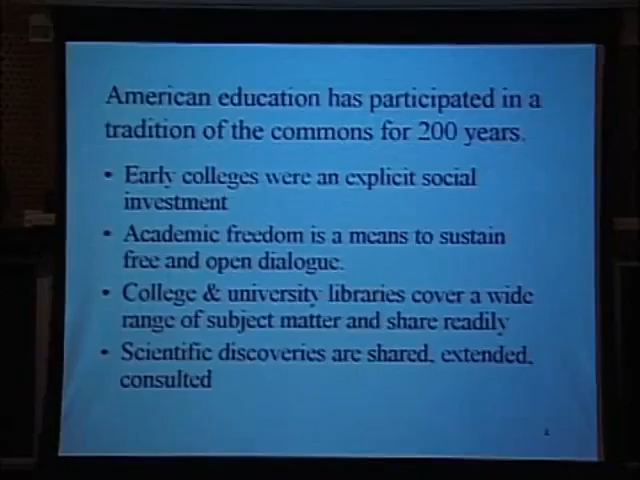 American education has participated in a
tradition of the commons for 200 years.
• Early colleges were an explicit social
investment
• Academic freedom is a means to sustain
free and open dialogue.
• College & university libraries cover a wide
range of subject matter and share readily
• Scientific discoveries are shared, extended,
consulted